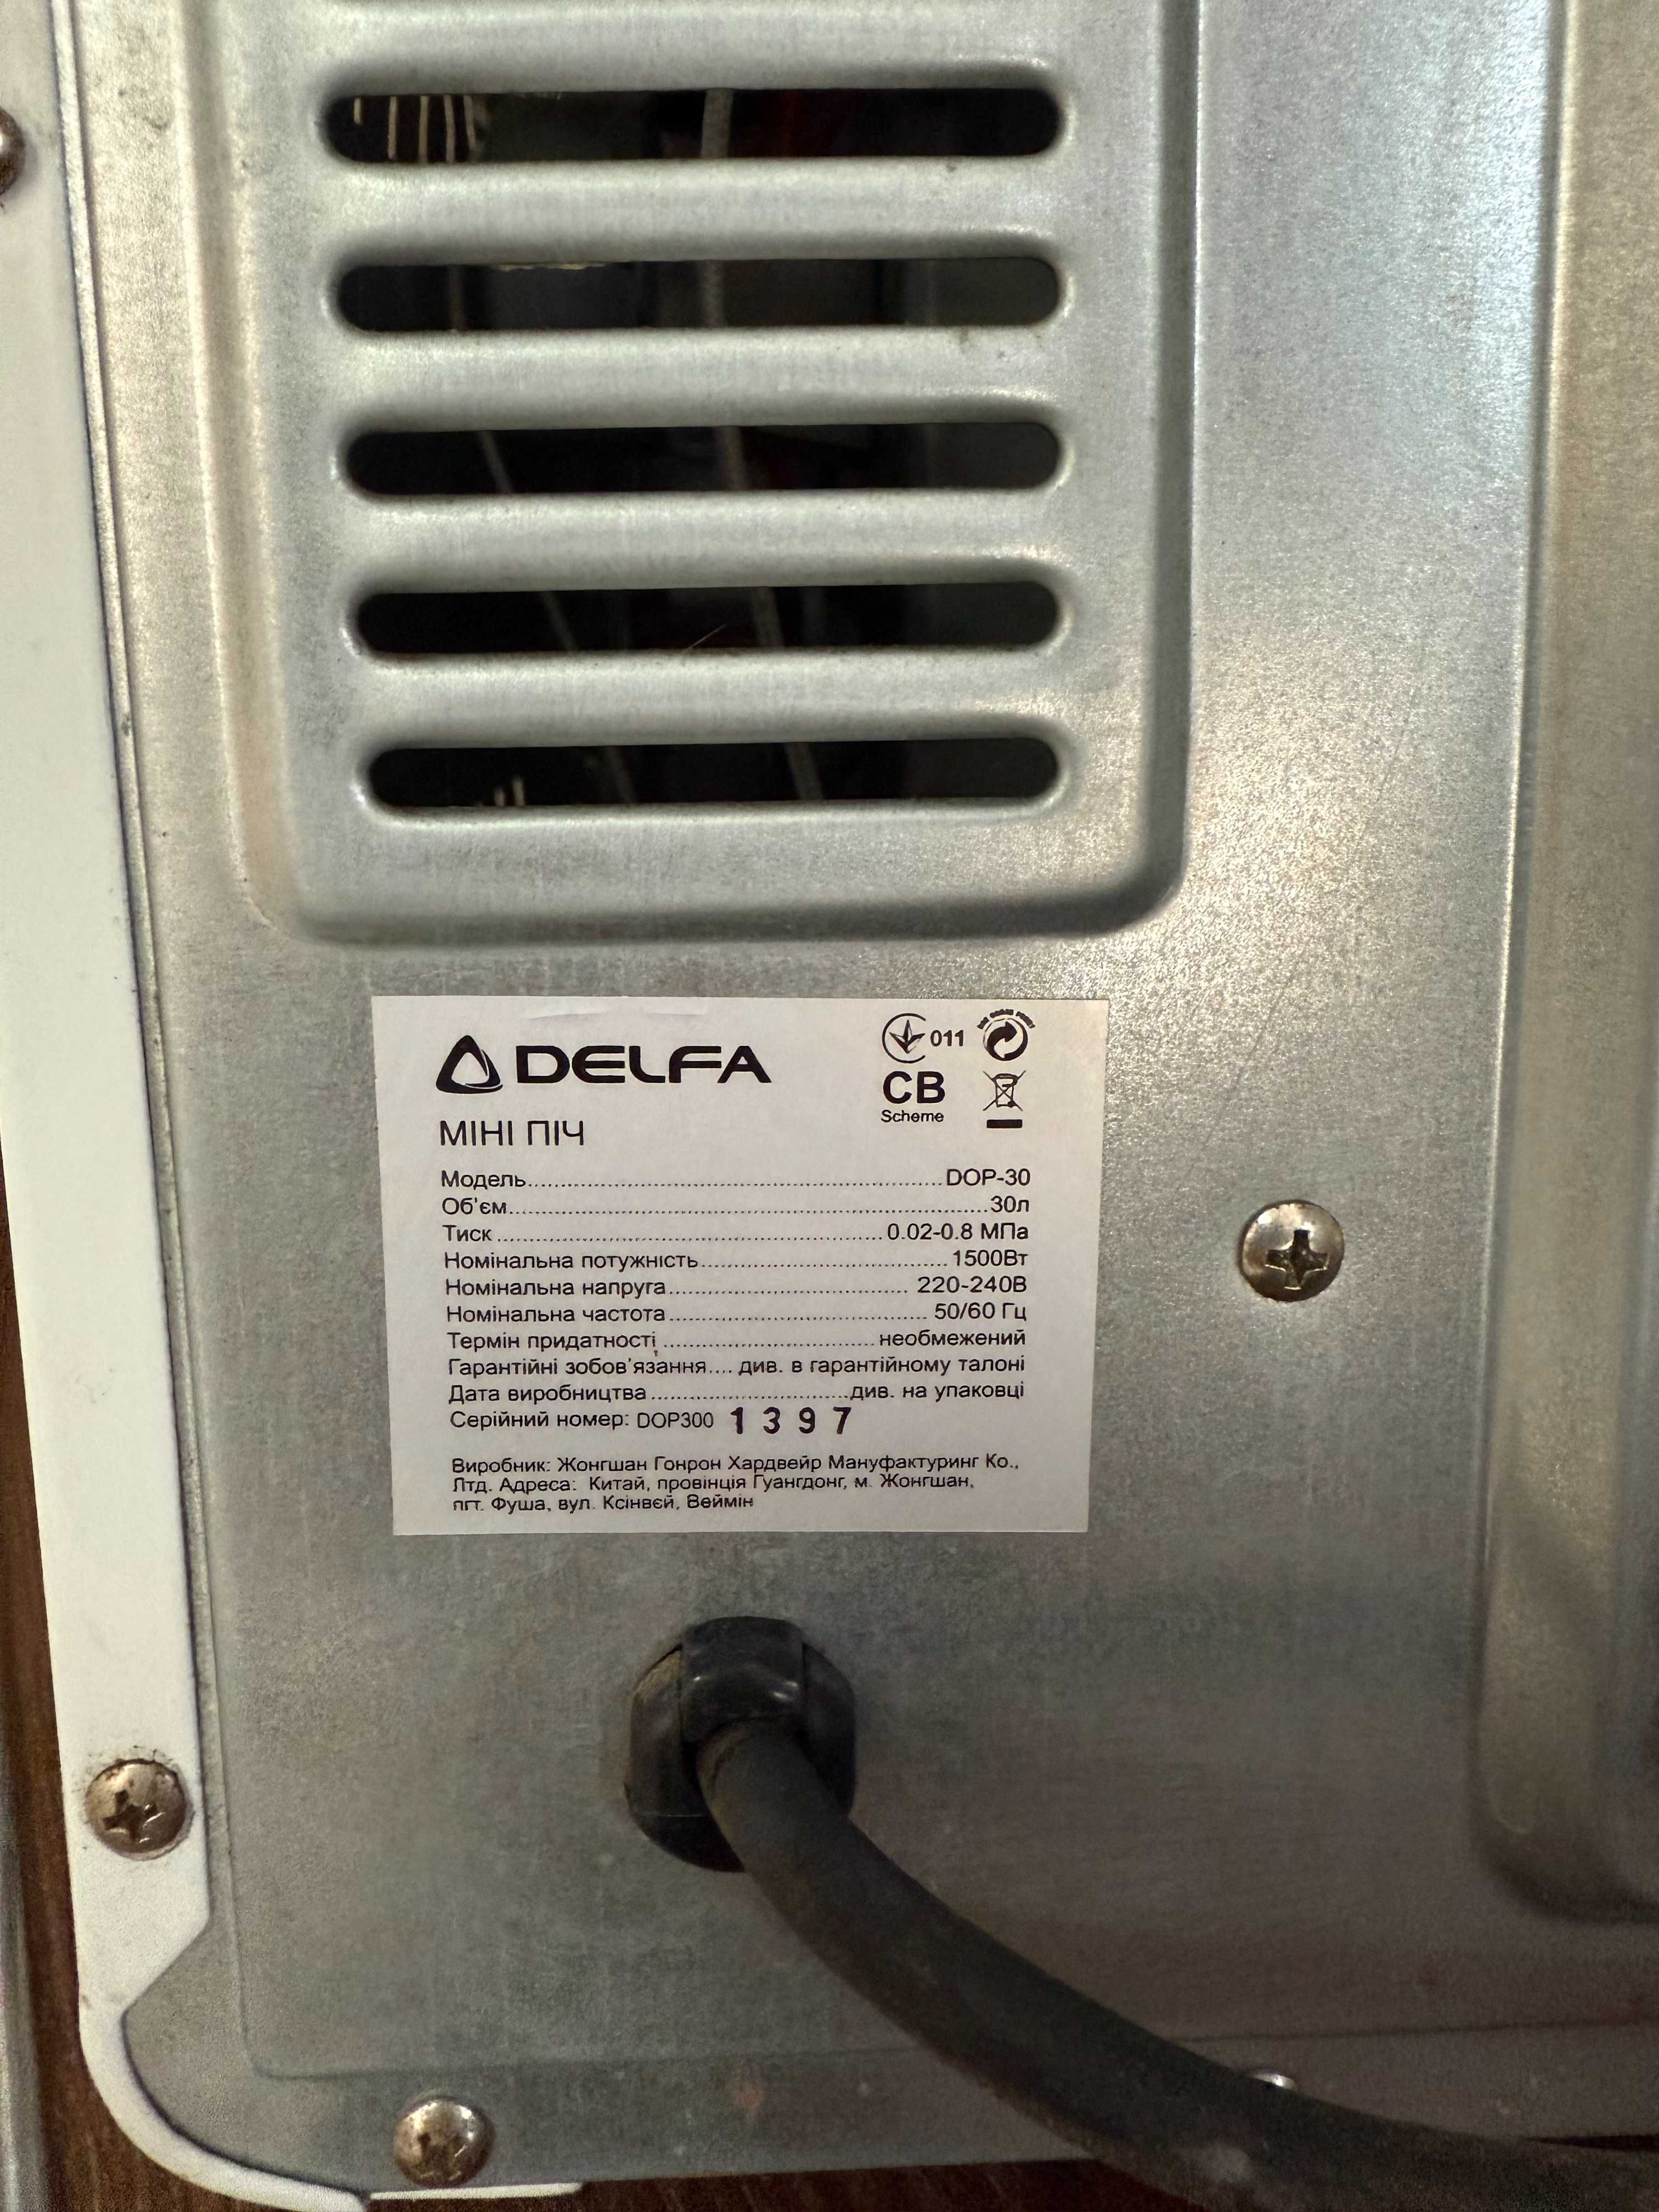 DELFA
011
CB
Scheme
МІНІ ПІЧ
Модель..........DOP-30
Об'єм..........30л
Тиск..........0.02-0.8 МПа
Номінальна потужність..........1500Вт
Номінальна напруга..........220-240В
Номінальна частота..........50/60 Гц
Термін придатності..........необмежений
Гарантійні зобов'язання.... див. в гарантійному талоні
Дата виробництва..........див. на упаковці
Серійний номер: DOP300 1397
Виробник: Жонгшан Гонрон Хардвейр Мануфактуринг Ко.,
Лтд. Адреса: Китай, провінція Гуангдонг, м. Жонгшан,
пгт. Фуша, вул. Ксінвєй, Веймін